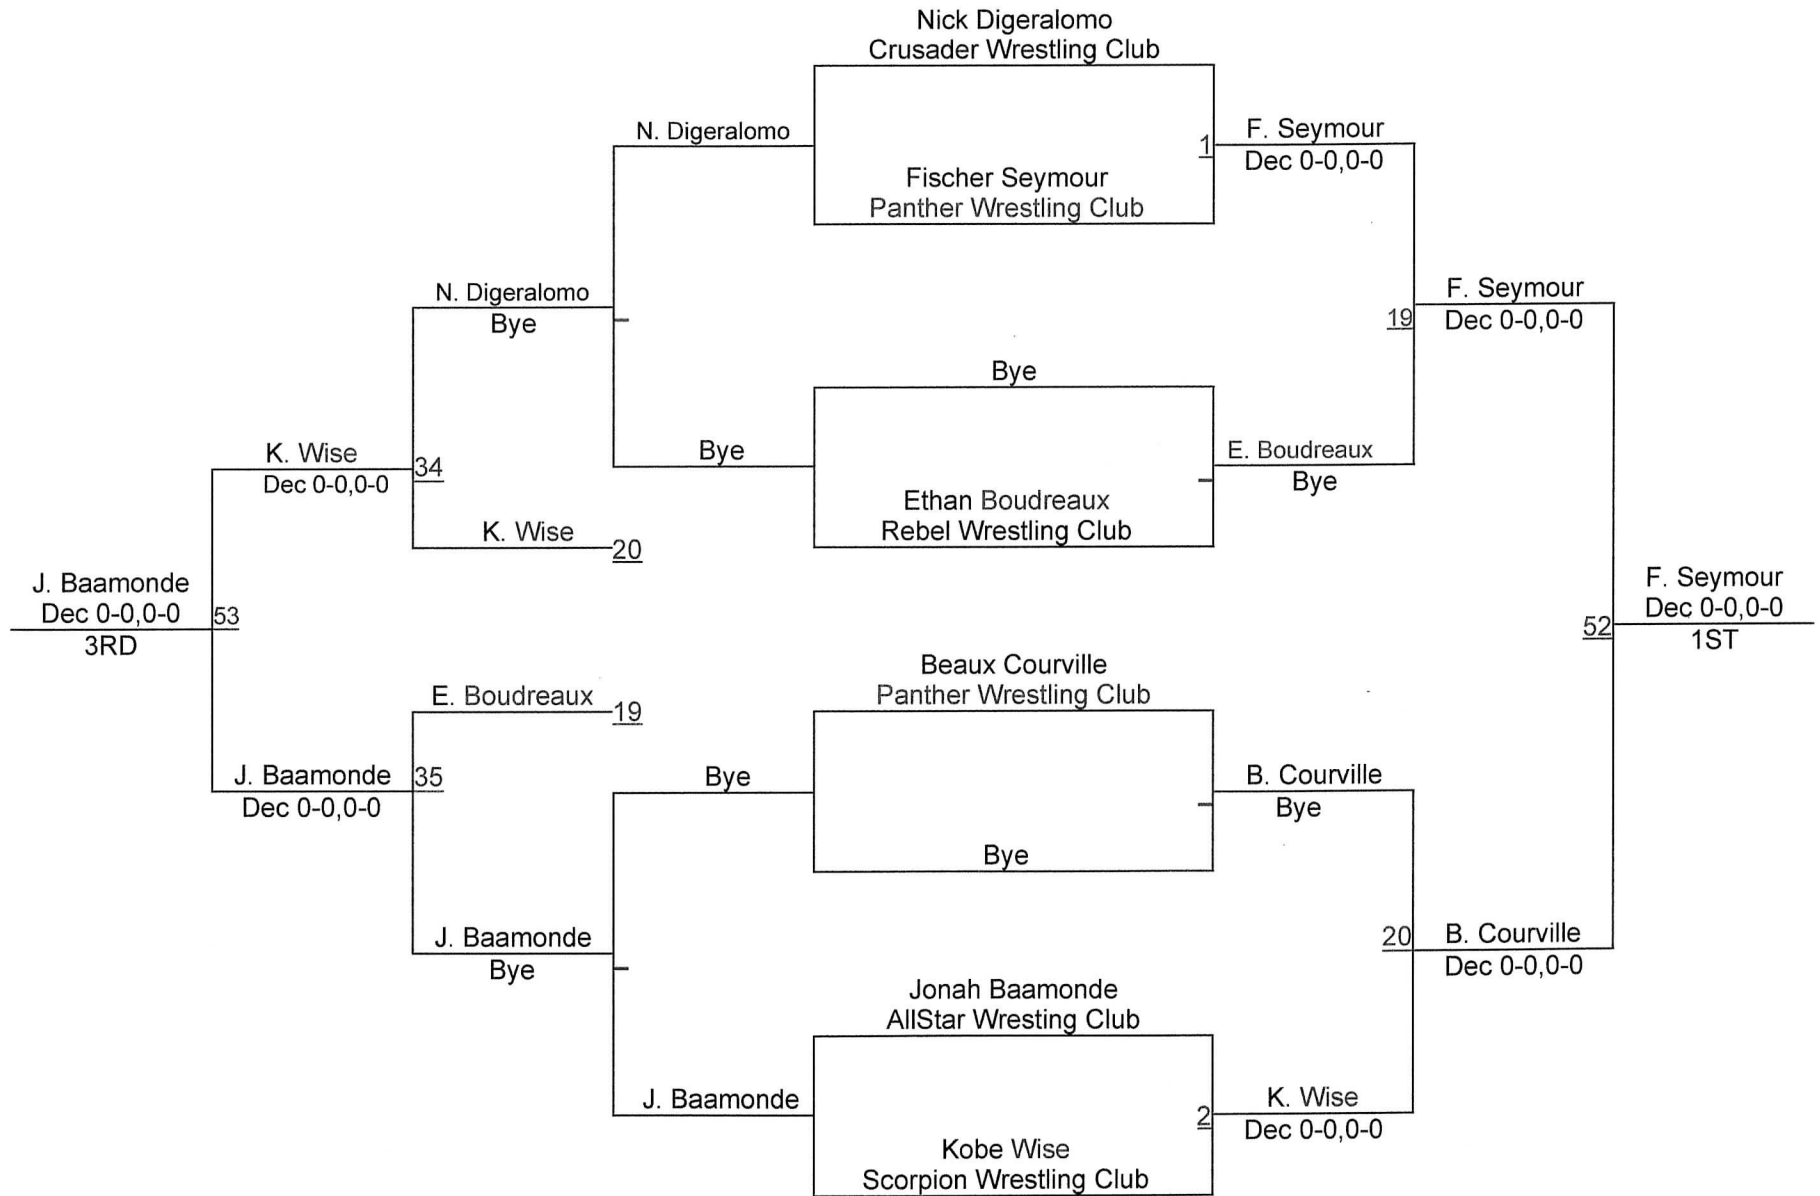 Nick Digeralomo
Crusader Wrestling Club
N. Digeralomo
1
F. Seymour
Dec 0-0,0-0
Fischer Seymour
Panther Wrestling Club
N. Digeralomo
Bye
F. Seymour
19
Dec 0-0,0-0
Bye
Bye
E. Boudreaux
Bye
K. Wise
34
Dec 0-0,0-0
Ethan Boudreaux
Rebel Wrestling Club
K. Wise
20
J. Baamonde
Dec 0-0,0-0
53
3RD
F. Seymour
Dec 0-0,0-0
52
1ST
Beaux Courville
Panther Wrestling Club
E. Boudreaux
19
J. Baamonde
35
Dec 0-0,0-0
Bye
B. Courville
Bye
Bye
J. Baamonde
Bye
20
B. Courville
Dec 0-0,0-0
Jonah Baamonde
AllStar Wresting Club
J. Baamonde
2
K. Wise
Dec 0-0,0-0
Kobe Wise
Scorpion Wrestling Club